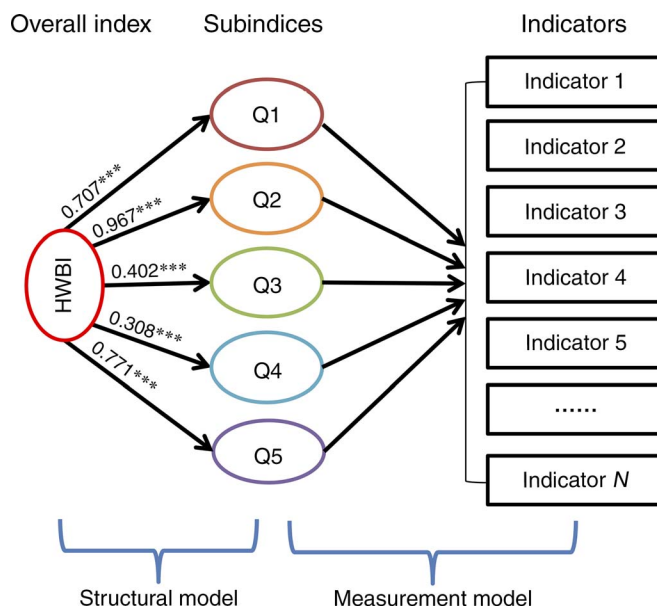 Overall index
Subindices
Indicators
Q1
Q2
Q3
Q4
Q5
HWBI
0.707***
0.967***
0.402***
0.308***
0.771***
Indicator 1
Indicator 2
Indicator 3
Indicator 4
Indicator 5
......
Indicator N
Structural model
Measurement model